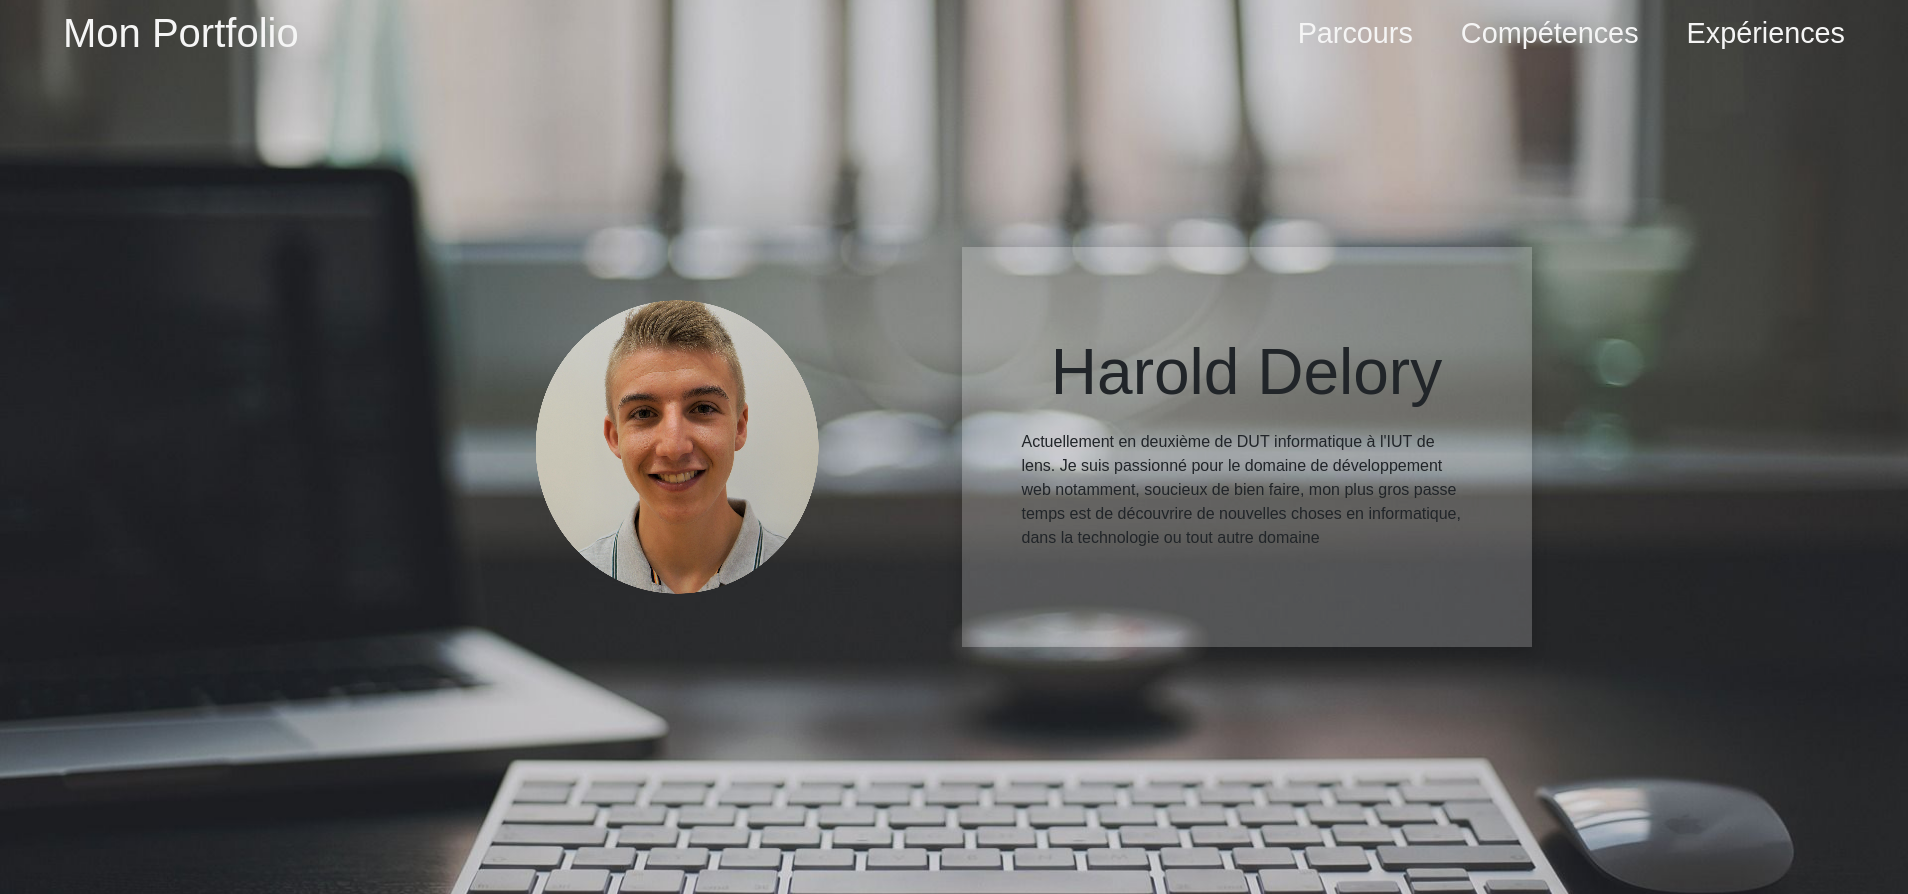 Mon Portfolio
Parcours
Compétences
Expériences
Harold Delory
Actuellement en deuxième de DUT informatique à l'IUT de
lens. Je suis passionné pour le domaine de développement
web notamment, soucieux de bien faire, mon plus gros passe
temps est de découvrire de nouvelles choses en informatique,
dans la technologie ou tout autre domaine